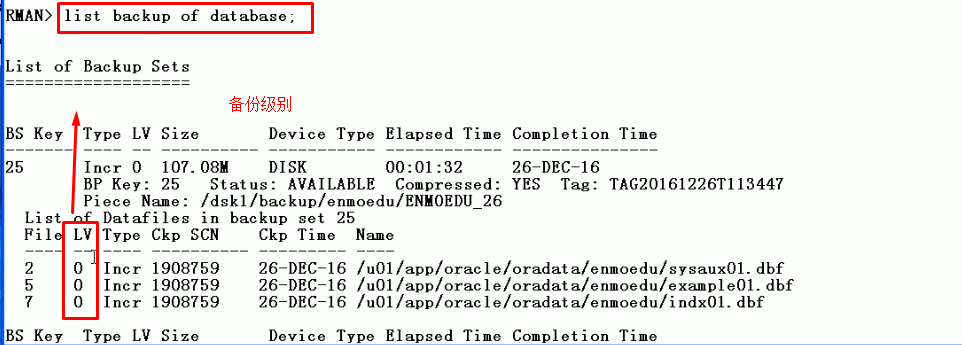 RMAN> list backup of database;
List of Backup Sets
===================
备份级别
BS Key  Type LV Size       Device Type Elapsed Time Completion Time
------- ---- -- ---------- ----------- ------------ ---------------
25      Incr 0  107.08M    DISK        00:01:32     26-DEC-16
        BP Key: 25   Status: AVAILABLE  Compressed: YES  Tag: TAG20161226T113447
        Piece Name: /dsk1/backup/enmoedu/ENMOEDU_26
  List of Datafiles in backup set 25
  File LV Type Ckp SCN    Ckp Time  Name
  ---- -- ---- ---------- --------- ----
  2    0  Incr 1908759    26-DEC-16 /u01/app/oracle/oradata/enmoedu/sysaux01.dbf
  5    0  Incr 1908759    26-DEC-16 /u01/app/oracle/oradata/enmoedu/example01.dbf
  7    0  Incr 1908759    26-DEC-16 /u01/app/oracle/oradata/enmoedu/indx01.dbf
BS Key  Type LV Size       Device Type Elapsed Time Completion Time